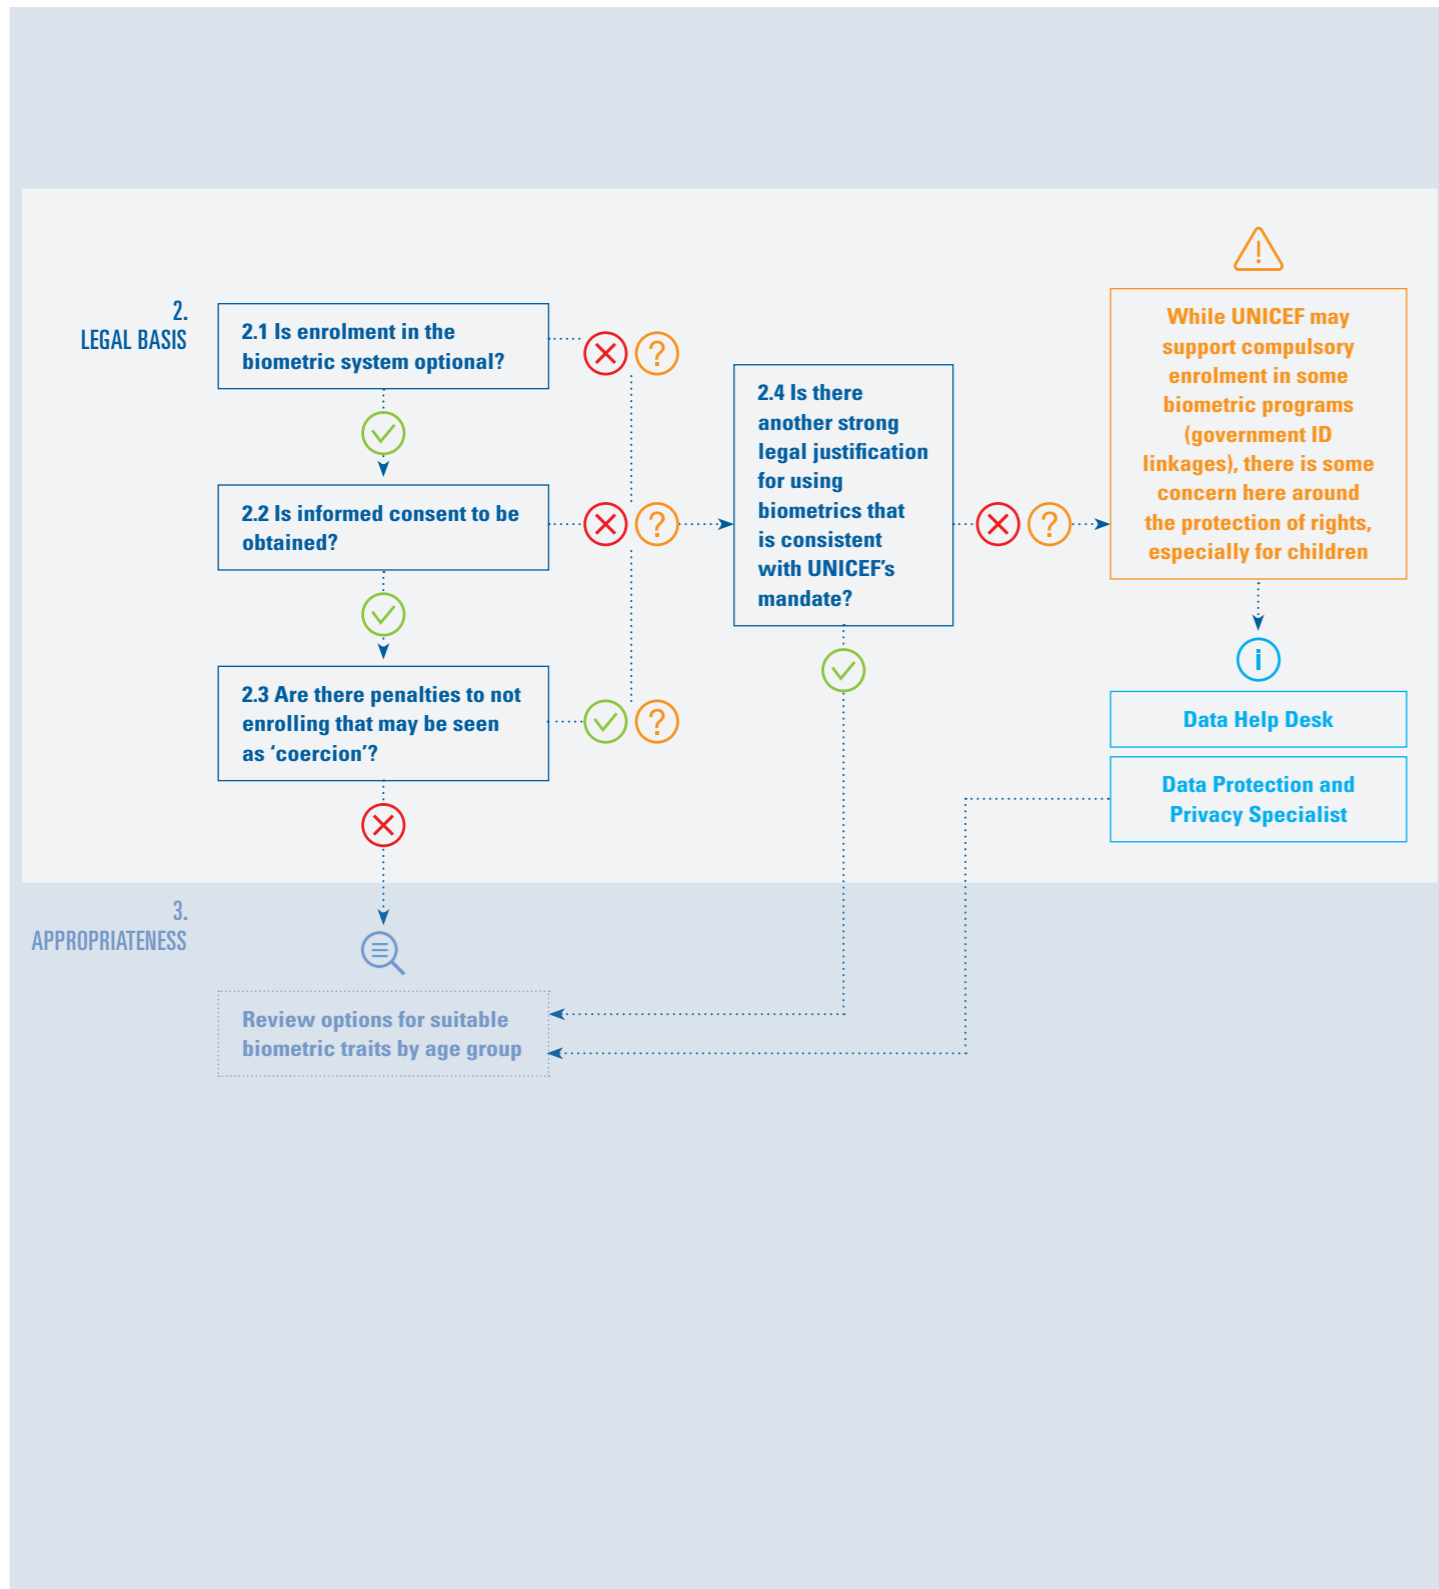 2.
LEGAL BASIS
2.1 Is enrolment in the
biometric system optional?
2.2 Is informed consent to be
obtained?
2.3 Are there penalties to not
enrolling that may be seen
as ‘coercion’?
2.4 Is there
another strong
legal justification
for using
biometrics that
is consistent
with UNICEF’s
mandate?
While UNICEF may
support compulsory
enrolment in some
biometric programs
(government ID
linkages), there is some
concern here around
the protection of rights,
especially for children
Data Help Desk
Data Protection and
Privacy Specialist
3.
APPROPRIATENESS
Review options for suitable
biometric traits by age group